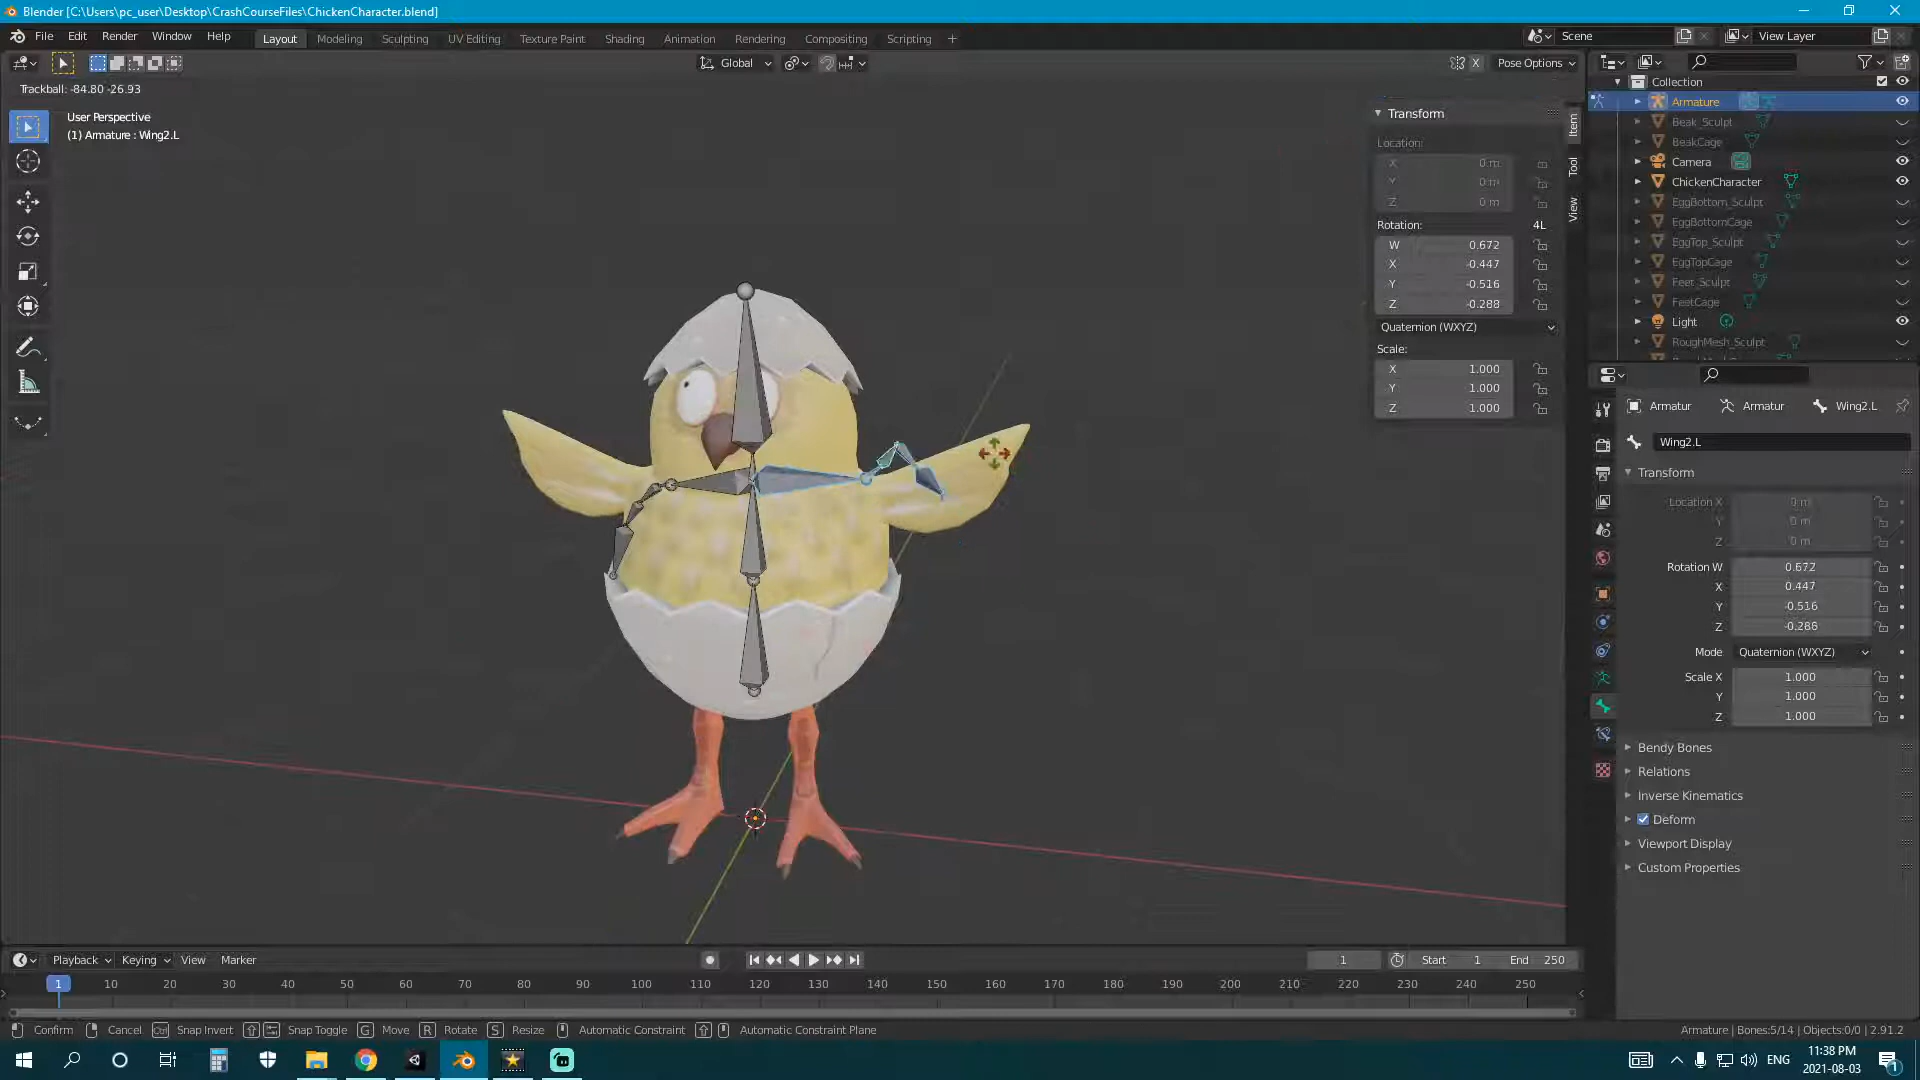 Blender [C:\Users\pc_user\Desktop\CrashCourseFiles\ChickenCharacter.blend]
File Edit Render Window Help Layout Modeling Sculpting UV Editing Texture Paint Shading Animation Rendering Compositing Scripting + Scene View Layer
Global X Pose Options
Trackball: -84.80 -26.93
User Perspective
(1) Armature : Wing2.L
Transform
Location:
X 0 m
Y 0 m
Z 0 m
Rotation: 4L
W 0.672
X -0.447
Y -0.516
Z -0.288
Quaternion (WXYZ)
Scale:
X 1.000
Y 1.000
Z 1.000
Item
Tool
View
Collection
Armature
Beak_Sculpt
BeakCage
Camera
ChickenCharacter
EggBottom_Sculpt
EggBottomCage
EggTop_Sculpt
EggTopCage
Feet_Sculpt
FeetCage
Light
RoughMesh_Sculpt
Armatur Armatur Wing2.L
Wing2.L
Transform
Location X 0 m
Y 0 m
Z 0 m
Rotation W 0.672
X 0.447
Y -0.516
Z -0.286
Mode Quaternion (WXYZ)
Scale X 1.000
Y 1.000
Z 1.000
Bendy Bones
Relations
Inverse Kinematics
Deform
Viewport Display
Custom Properties
Playback Keying View Marker 1 Start 1 End 250
1 10 20 30 40 50 60 70 80 90 100 110 120 130 140 150 160 170 180 190 200 210 220 230 240 250
Confirm Cancel Ctrl Snap Invert Snap Toggle G Move R Rotate S Resize Automatic Constraint Automatic Constraint Plane Armature | Bones:5/14 | Objects:0/0 | 2.91.2
ENG 11:38 PM
2021-08-03
1